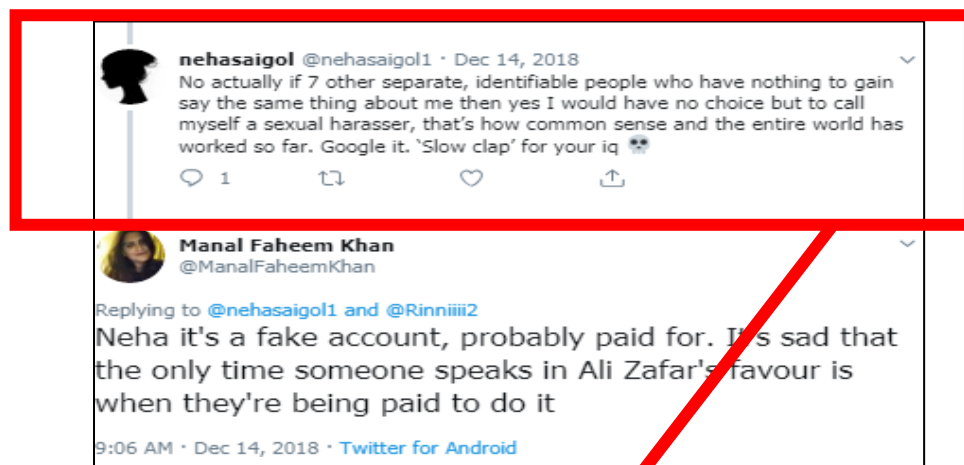 nehasaigol @nehasaigol1 · Dec 14, 2018
No actually if 7 other separate, identifiable people who have nothing to gain
say the same thing about me then yes I would have no choice but to call
myself a sexual harasser, that's how common sense and the entire world has
worked so far. Google it. 'Slow clap' for your iq 💀
1
Manal Faheem Khan
@ManalFaheemKhan
Replying to @nehasaigol1 and @Rinniiii2
Neha it's a fake account, probably paid for. It's sad that
the only time someone speaks in Ali Zafar's favour is
when they're being paid to do it
9:06 AM · Dec 14, 2018 · Twitter for Android